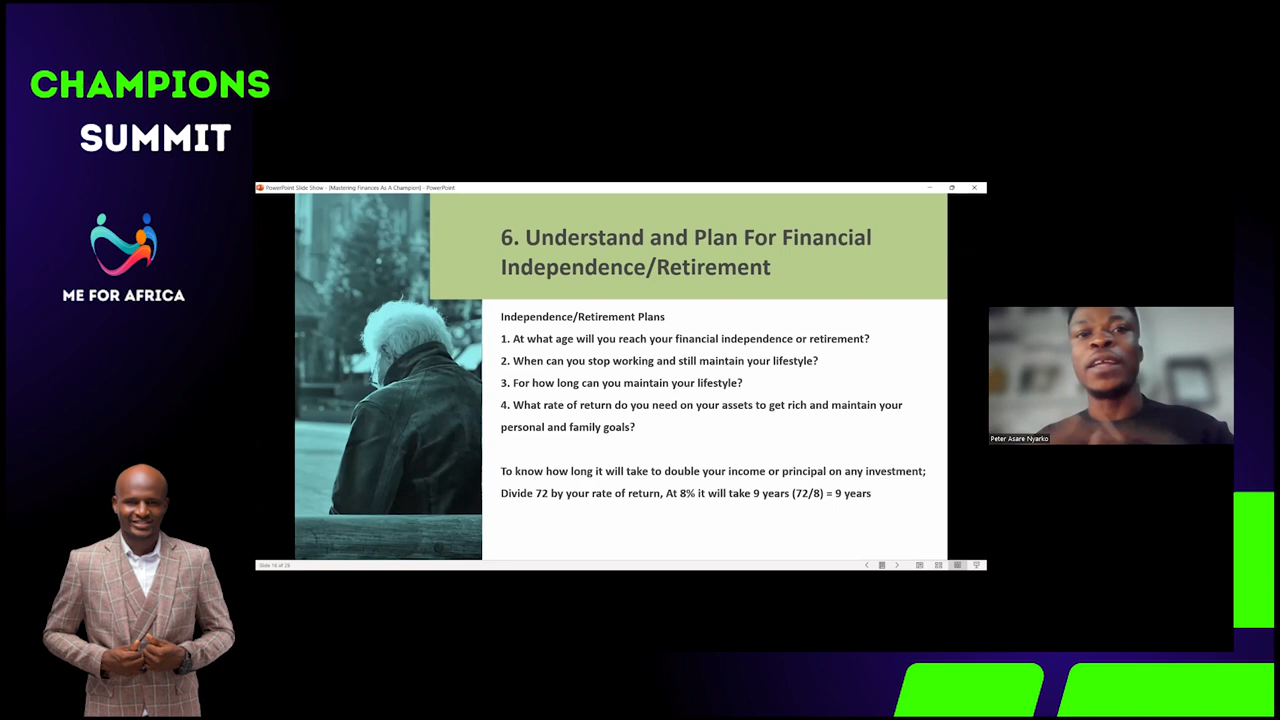 CHAMPIONS
SUMMIT
ME FOR AFRICA
PowerPoint Slide Show - [Mastering Finances As A Champion] - PowerPoint
6. Understand and Plan For Financial
Independence/Retirement
Independence/Retirement Plans
1. At what age will you reach your financial independence or retirement?
2. When can you stop working and still maintain your lifestyle?
3. For how long can you maintain your lifestyle?
4. What rate of return do you need on your assets to get rich and maintain your
personal and family goals?
To know how long it will take to double your income or principal on any investment;
Divide 72 by your rate of return, At 8% it will take 9 years (72/8) = 9 years
Peter Asare Nyarko